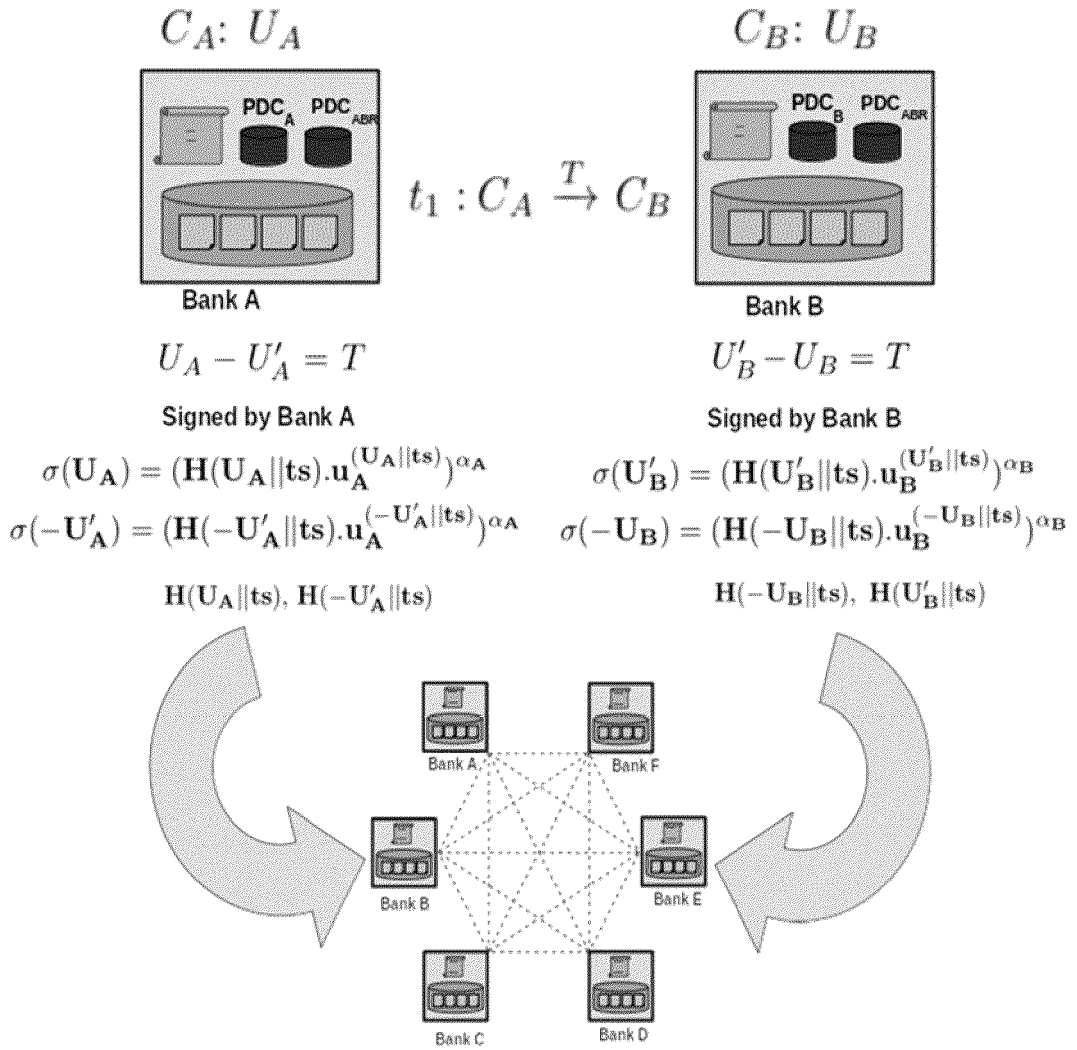 C_A: U_A
C_B: U_B
PDC_A PDC_ABR
PDC_B PDC_ABR
t_1 : C_A \xrightarrow{T} C_B
Bank A
Bank B
U_A − U'_A = T
U'_B − U_B = T
Signed by Bank A
Signed by Bank B
σ(U_A) = (H(U_A||ts).u_A^{(U_A||ts)})^{α_A}
σ(U'_B) = (H(U'_B||ts).u_B^{(U'_B||ts)})^{α_B}
σ(−U'_A) = (H(−U'_A||ts).u_A^{(−U'_A||ts)})^{α_A}
σ(−U_B) = (H(−U_B||ts).u_B^{(−U_B||ts)})^{α_B}
H(U_A||ts), H(−U'_A||ts)
H(−U_B||ts), H(U'_B||ts)
Bank A
Bank F
Bank B
Bank E
Bank C
Bank D